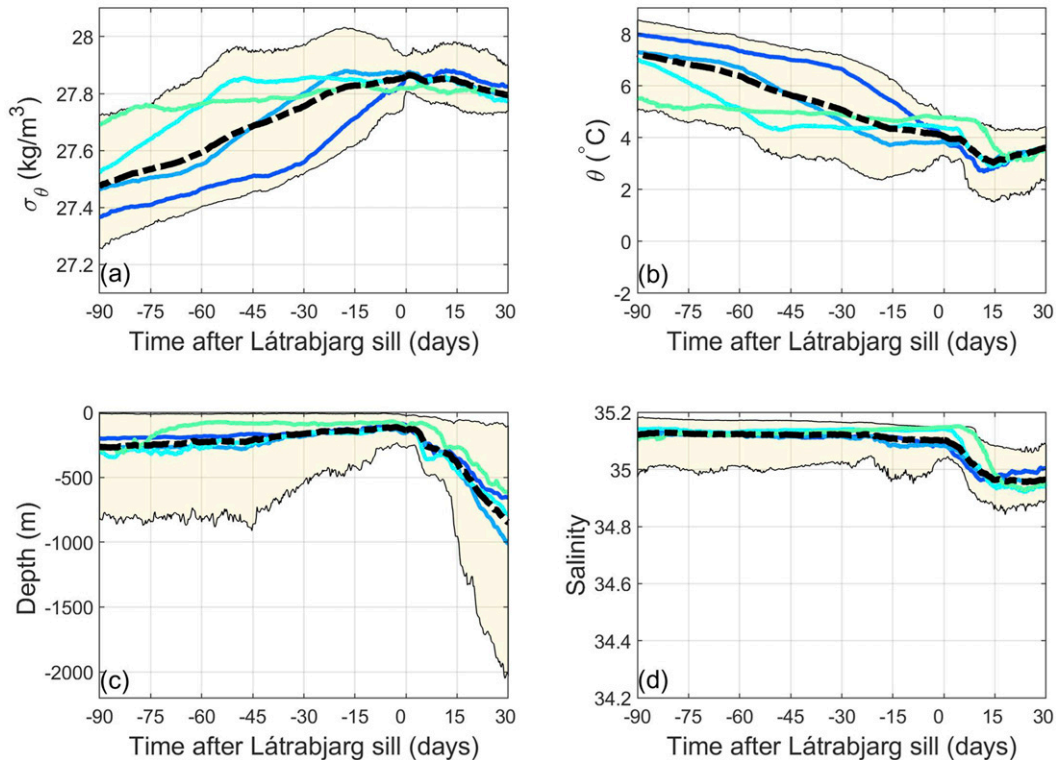 28
27.8
27.6
27.4
27.2
σθ (kg/m³)
(a)
-90 -75 -60 -45 -30 -15 0 15 30
Time after Látrabjarg sill (days)
8
6
4
2
0
-2
θ (°C)
(b)
-90 -75 -60 -45 -30 -15 0 15 30
Time after Látrabjarg sill (days)
0
-500
-1000
-1500
-2000
Depth (m)
(c)
-90 -75 -60 -45 -30 -15 0 15 30
Time after Látrabjarg sill (days)
35.2
35
34.8
34.6
34.4
34.2
Salinity
(d)
-90 -75 -60 -45 -30 -15 0 15 30
Time after Látrabjarg sill (days)